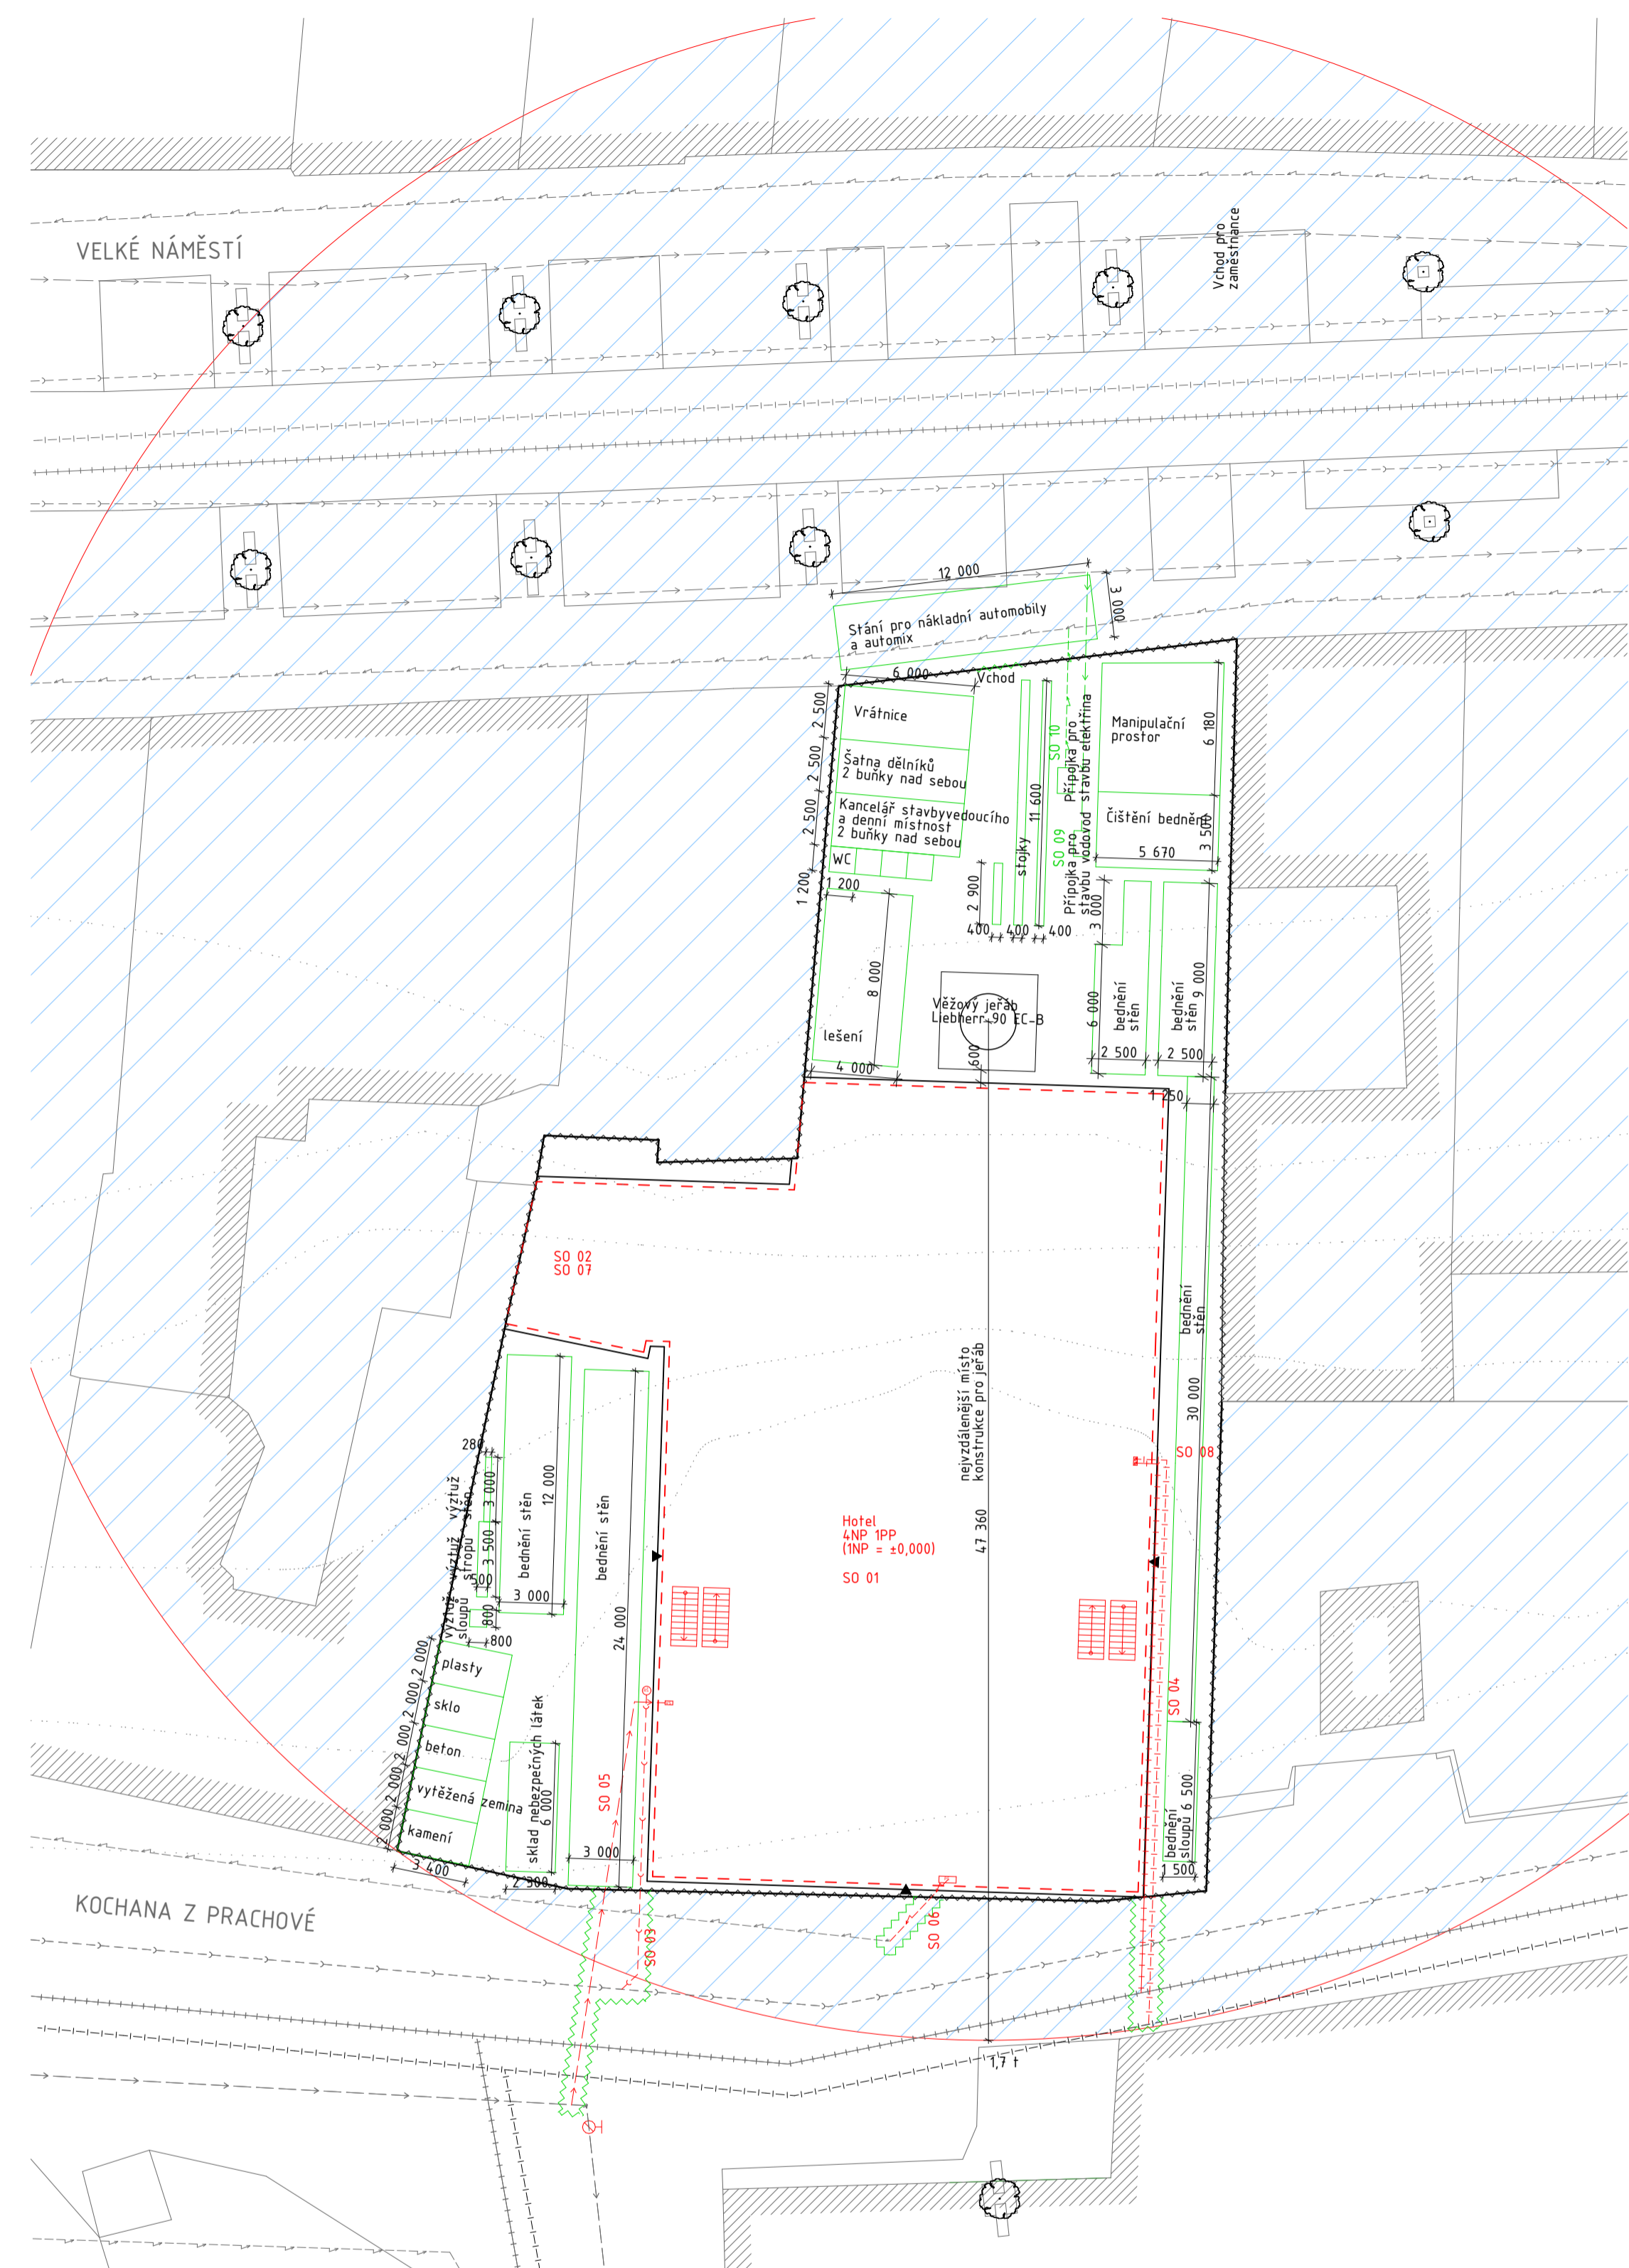 VELKÉ NÁMĚSTÍ
Vchod pro
zaměstnance
12 000
3 000
Stání pro nákladní automobily
a automix
6 000
Vchod
2 500
Vrátnice
2 500
Šatna dělníků
2 buňky nad sebou
2 500
Kancelář stavbyvedoucího
a denní místnost
2 buňky nad sebou
WC
1 200
1 200
stojky
11 600
SO 10
SO 09
Přípojka pro
stavbu elektřina
Přípojka pro
stavbu vodovod
Manipulační
prostor
6 180
Čištění bednění
3 500
5 670
2 900
400
400
400
3 000
8 000
lešení
4 000
Věžový jeřáb
Liebherr 90 EC-B
600
6 000
bednění
stěn
2 500
bednění
stěn
9 000
2 500
1 250
SO 02
SO 07
bednění
stěn
30 000
nejvzdálenější místo
konstrukce pro jeřáb
47 360
SO 08
280
výztuž
stěn
3 000
výztuž
stropu
3 500
500
výztuž
sloupů
800
800
bednění stěn
12 000
3 000
bednění stěn
24 000
3 000
Hotel
4NP 1PP
(1NP = ±0,000)
SO 01
2 000
plasty
2 000
sklo
2 000
beton
2 000
vytěžená zemina
2 000
kamení
3 400
sklad nebezpečných látek
6 000
2 300
SO 05
SO 04
bednění
sloupů
6 500
1 500
SO 03
SO 06
KOCHANA Z PRACHOVÉ
1,7 t